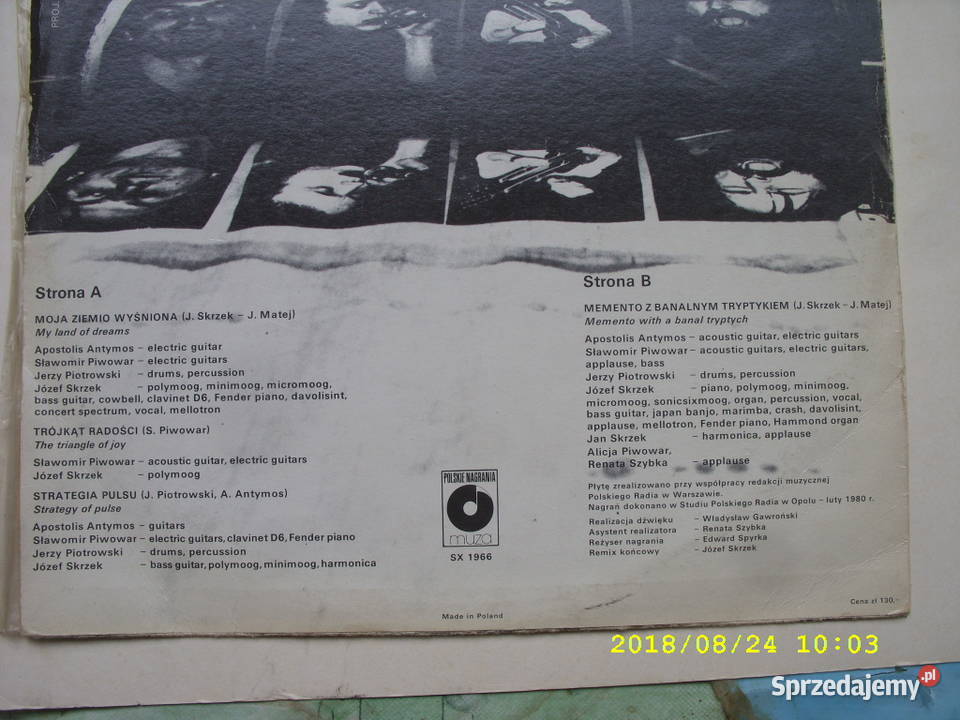 PROJ.
Strona A
MOJA ZIEMIO WYŚNIONA (J. Skrzek – J. Matej)
My land of dreams
Apostolis Antymos – electric guitar
Sławomir Piwowar – electric guitars
Jerzy Piotrowski – drums, percussion
Józef Skrzek – polymoog, minimoog, micromoog,
bass guitar, cowbell, clavinet D6, Fender piano, davolisint,
concert spectrum, vocal, mellotron
TRÓJKĄT RADOŚCI (S. Piwowar)
The triangle of joy
Sławomir Piwowar – acoustic guitar, electric guitars
Józef Skrzek – polymoog
STRATEGIA PULSU (J. Piotrowski, A. Antymos)
Strategy of pulse
Apostolis Antymos – guitars
Sławomir Piwowar – electric guitars, clavinet D6, Fender piano
Jerzy Piotrowski – drums, percussion
Józef Skrzek – bass guitar, polymoog, minimoog, harmonica
POLSKIE NAGRANIA
muza
SX 1966
Made in Poland
Strona B
MEMENTO Z BANALNYM TRYPTYKIEM (J. Skrzek – J. Matej)
Memento with a banal tryptych
Apostolis Antymos – acoustic guitar, electric guitars
Sławomir Piwowar – acoustic guitars, electric guitars,
applause, bass
Jerzy Piotrowski – drums, percussion
Józef Skrzek – piano, polymoog, minimoog,
micromoog, sonicsixmoog, organ, percussion, vocal,
bass guitar, japan banjo, marimba, crash, davolisint,
applause, mellotron, Fender piano, Hammond organ
Jan Skrzek – harmonica, applause
Alicja Piwowar,
Renata Szybka – applause
Płytę zrealizowano przy współpracy redakcji muzycznej
Polskiego Radia w Warszawie.
Nagrań dokonano w Studiu Polskiego Radia w Opolu – luty 1980 r.
Realizacja dźwięku – Władysław Gawroński
Asystent realizatora – Renata Szybka
Reżyser nagrania – Edward Spyrka
Remix końcowy – Józef Skrzek
Cena zł 130,–
2018/08/24 10:03
Sprzedajemy.pl